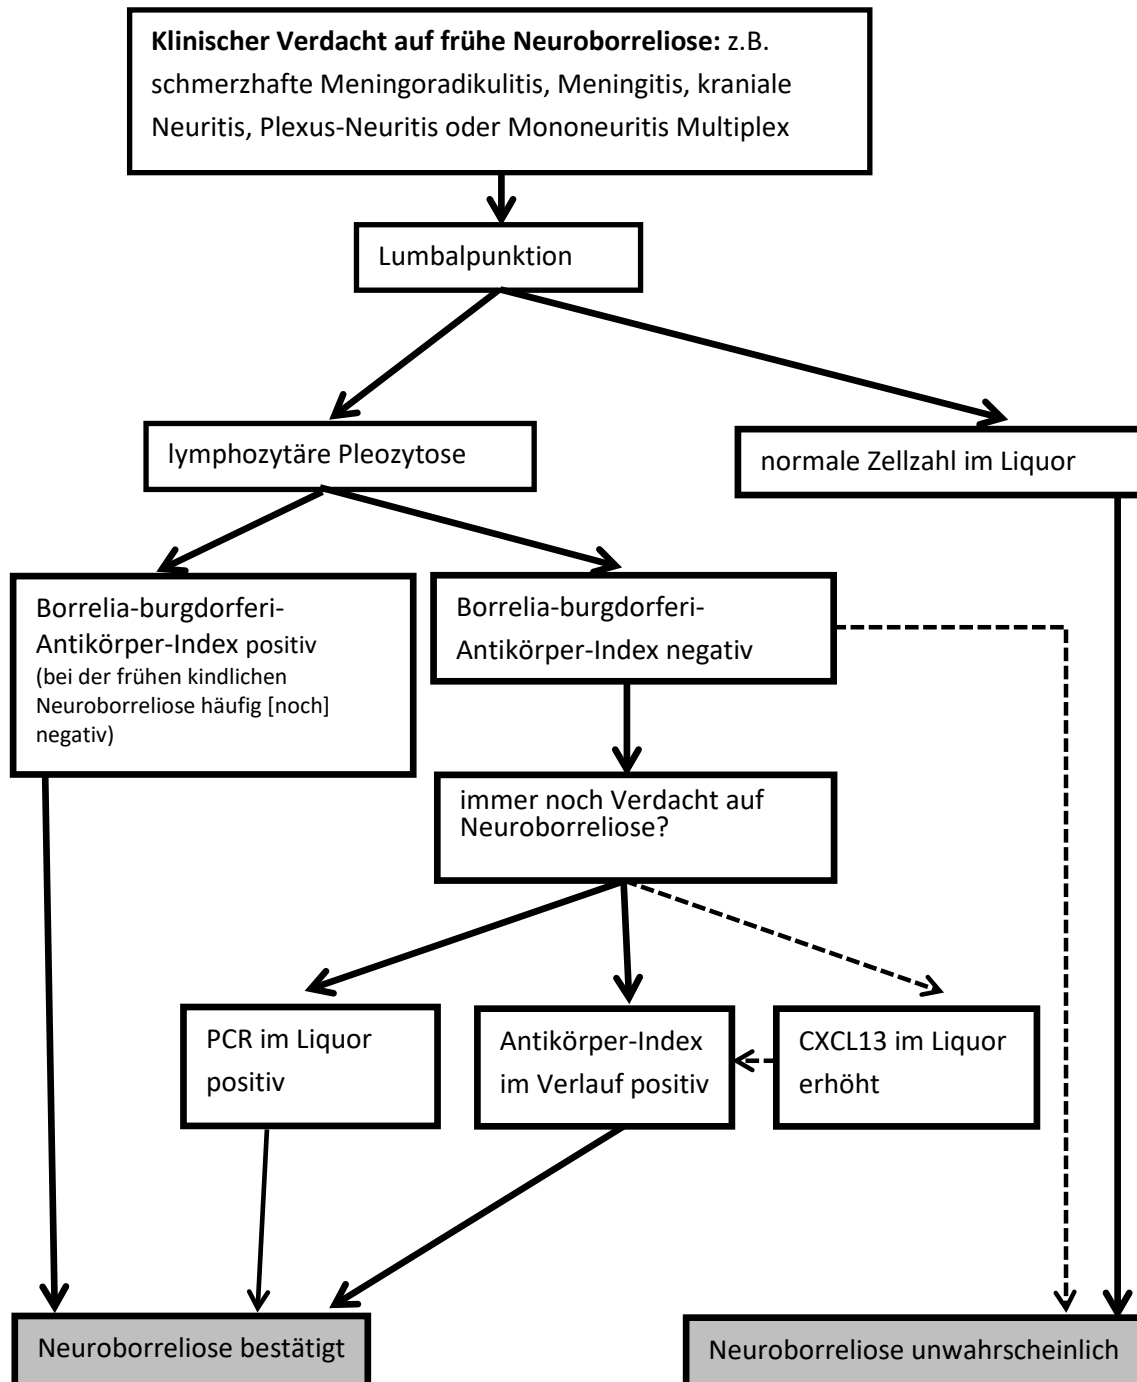 Klinischer Verdacht auf frühe Neuroborreliose: z.B.
schmerzhafte Meningoradikulitis, Meningitis, kraniale
Neuritis, Plexus-Neuritis oder Mononeuritis Multiplex
Lumbalpunktion
lymphozytäre Pleozytose
normale Zellzahl im Liquor
Borrelia-burgdorferi-
Antikörper-Index positiv
(bei der frühen kindlichen
Neuroborreliose häufig [noch]
negativ)
Borrelia-burgdorferi-
Antikörper-Index negativ
immer noch Verdacht auf
Neuroborreliose?
PCR im Liquor
positiv
Antikörper-Index
im Verlauf positiv
CXCL13 im Liquor
erhöht
Neuroborreliose bestätigt
Neuroborreliose unwahrscheinlich